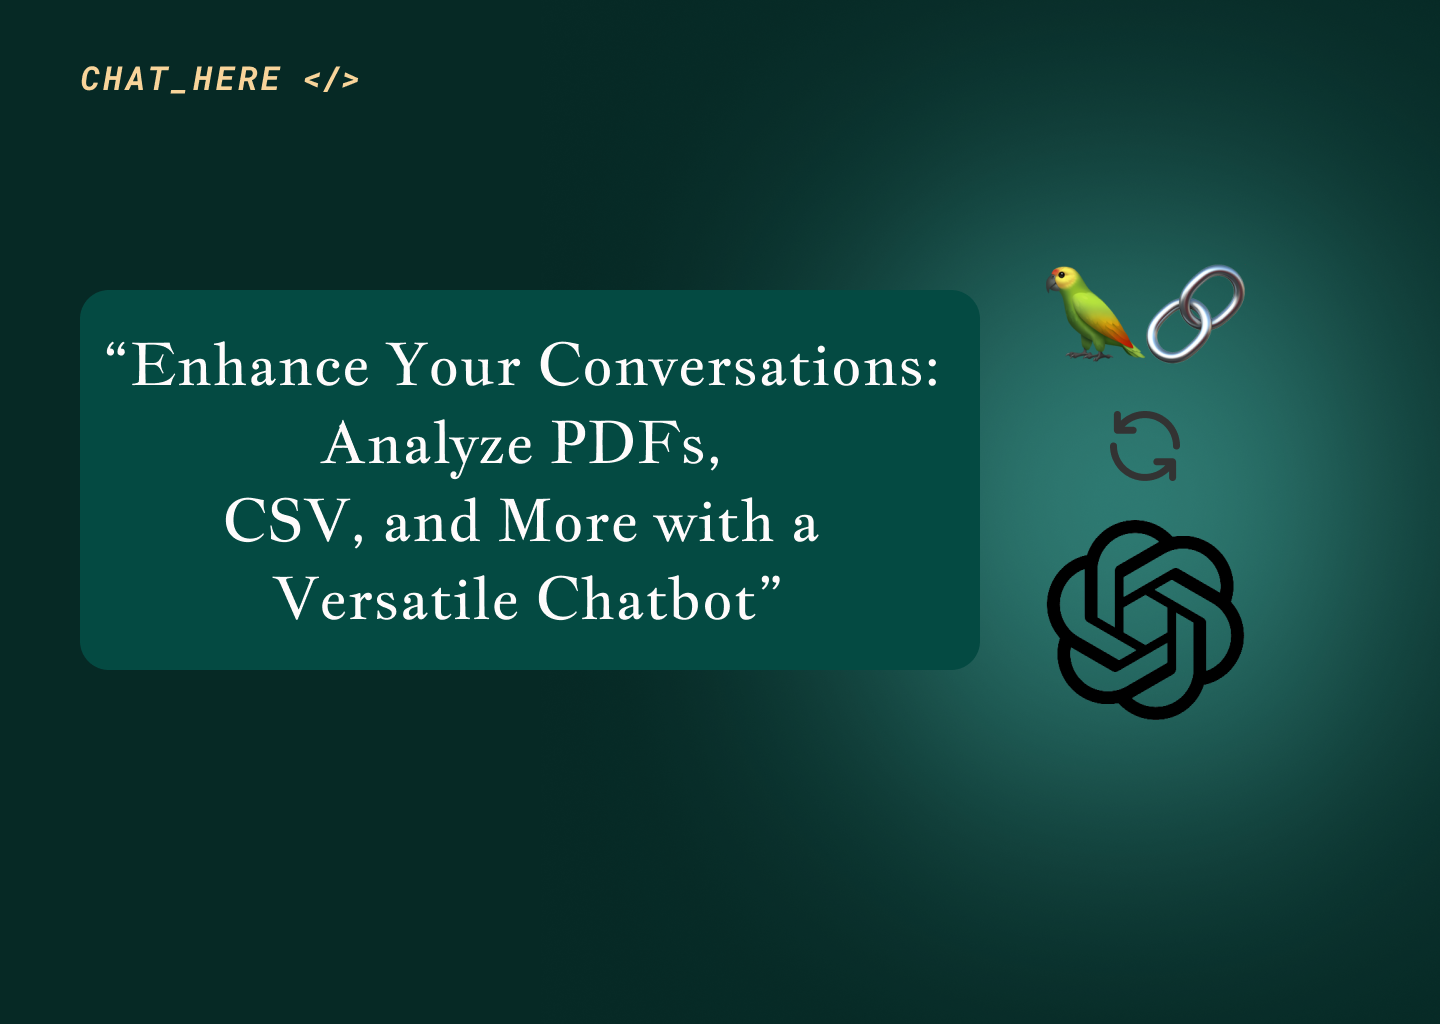 CHAT_HERE </>
“Enhance Your Conversations:
Analyze PDFs,
CSV, and More with a
Versatile Chatbot”